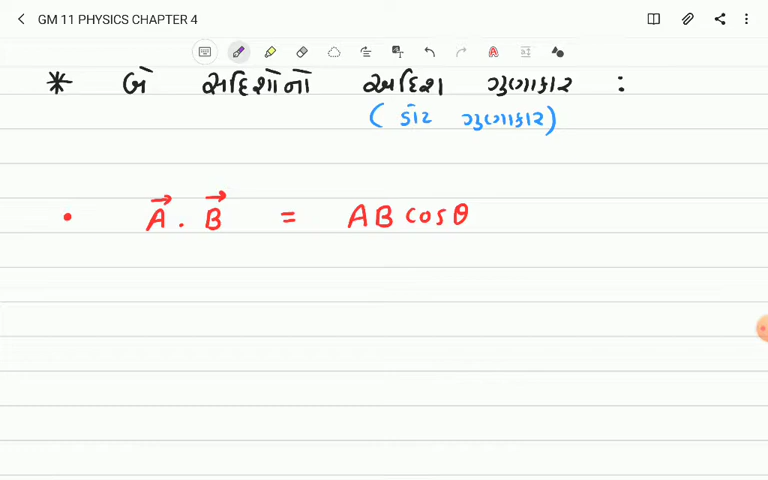 GM 11 PHYSICS CHAPTER 4
* બે સદિશોનો અદિશ ગુણાકાર :
( ડોટ ગુણાકાર)
• A⃗ . B⃗ = AB cosθ